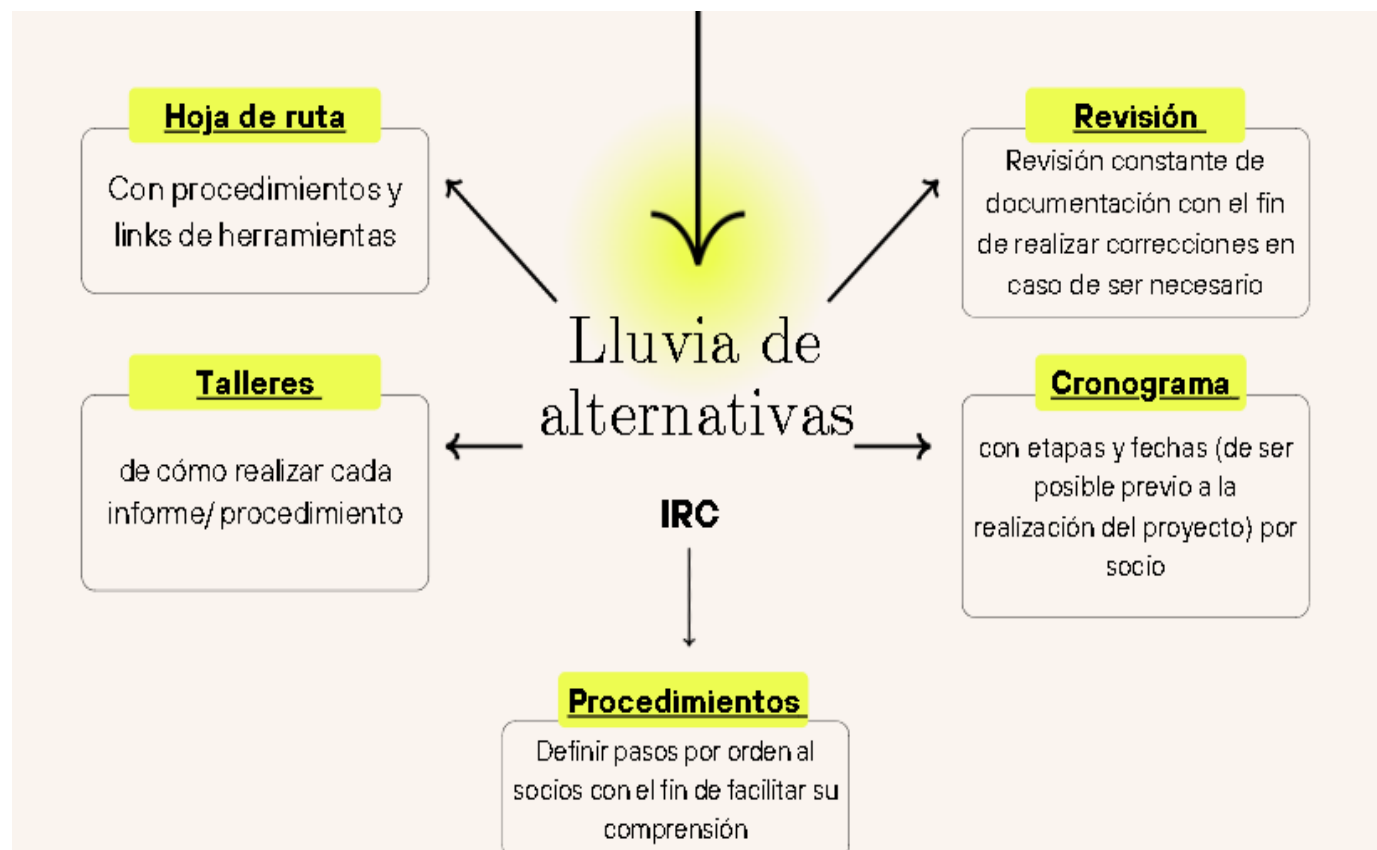 Hoja de ruta
Con procedimientos y
links de herramientas
Revisión
Revisión constante de
documentación con el fin
de realizar correcciones en
caso de ser necesario
Lluvia de
alternativas
IRC
Talleres
de cómo realizar cada
informe/ procedimiento
Cronograma
con etapas y fechas (de ser
posible previo a la
realización del proyecto) por
socio
Procedimientos
Definir pasos por orden al
socios con el fin de facilitar su
comprensión